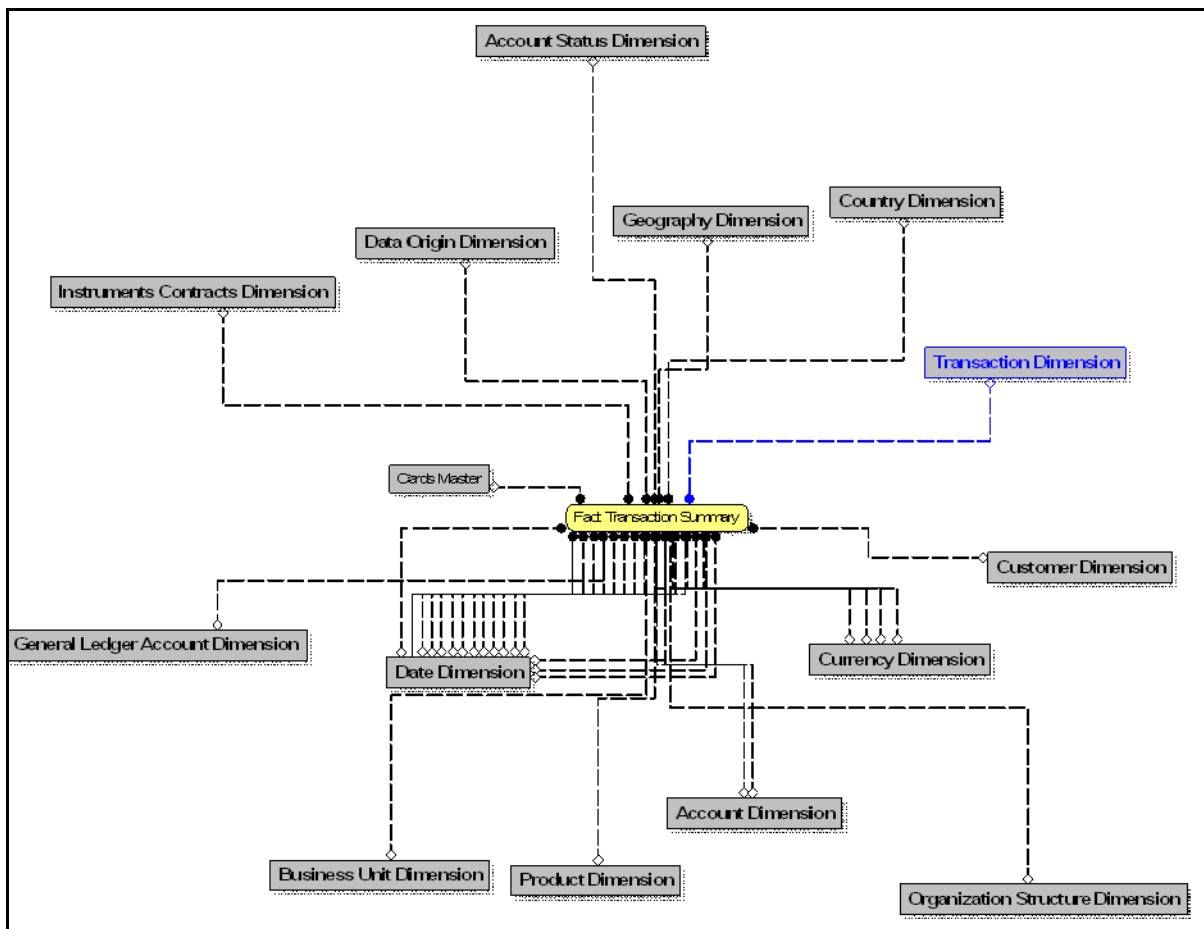 Account Status Dimension
Country Dimension
Geography Dimension
Data Origin Dimension
Instruments Contracts Dimension
Transaction Dimension
Cards Master
Fact Transaction Summary
Customer Dimension
General Ledger Account Dimension
Date Dimension
Currency Dimension
Account Dimension
Business Unit Dimension
Product Dimension
Organization Structure Dimension